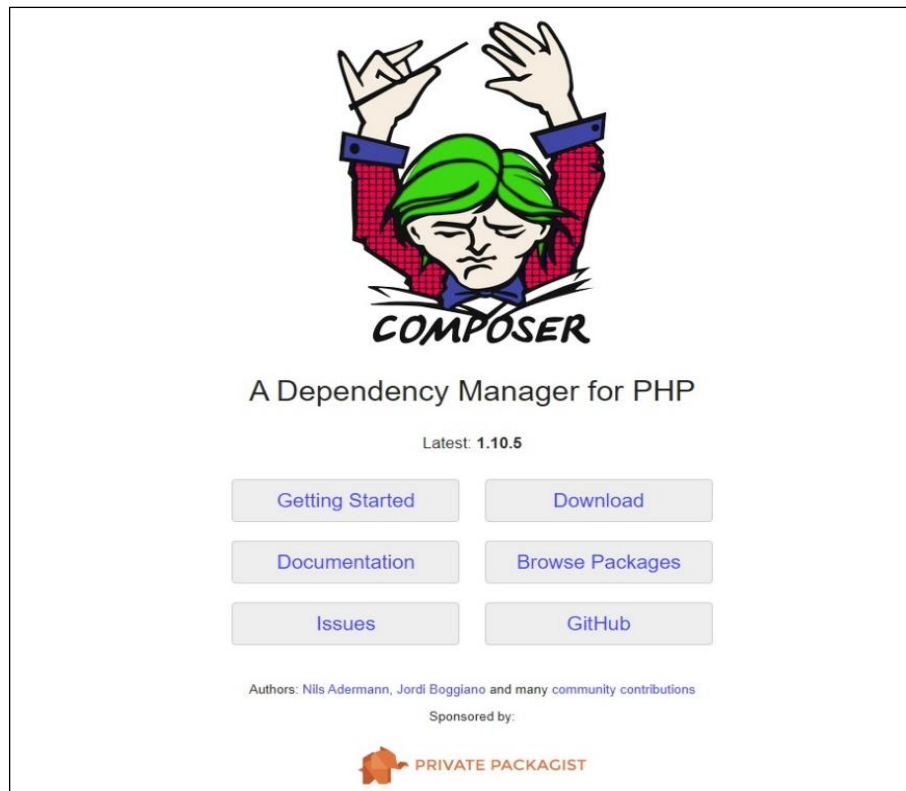 COMPOSER
A Dependency Manager for PHP
Latest: 1.10.5
Getting Started
Download
Documentation
Browse Packages
Issues
GitHub
Authors: Nils Adermann, Jordi Boggiano and many community contributions
Sponsored by:
PRIVATE PACKAGIST